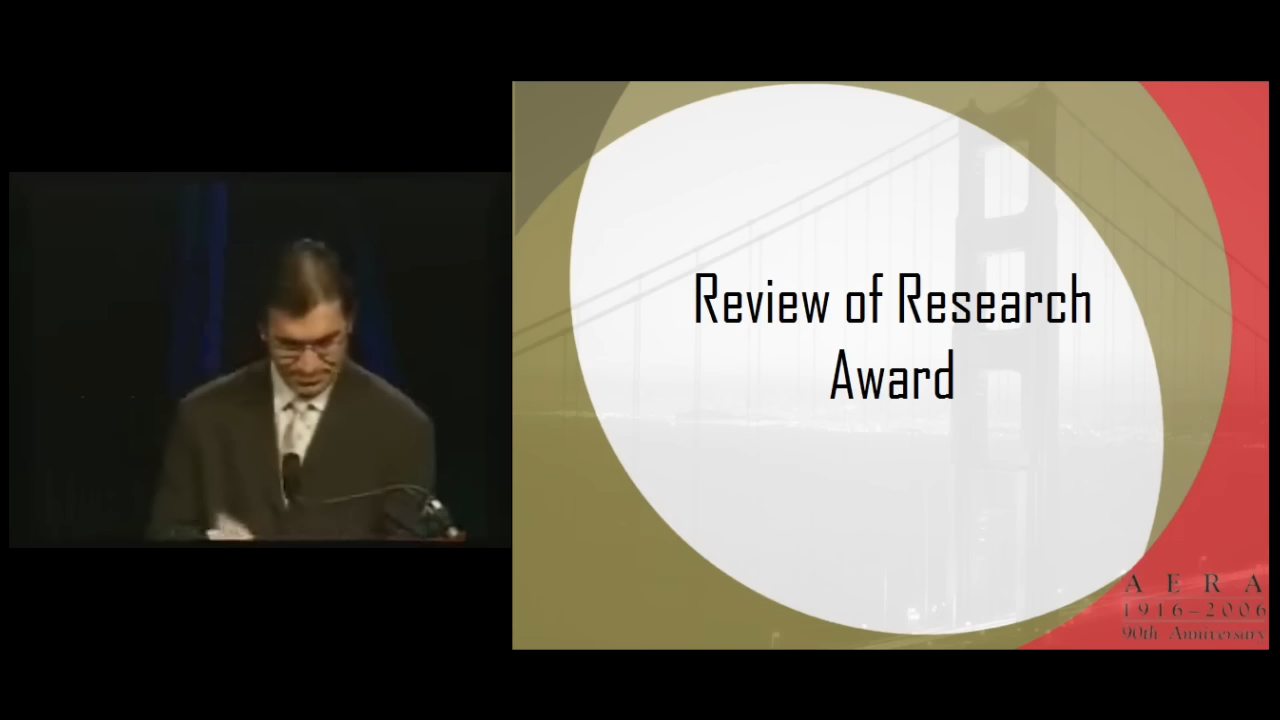 Review of Research
Award
A E R A
1916-2006
90th Anniversary